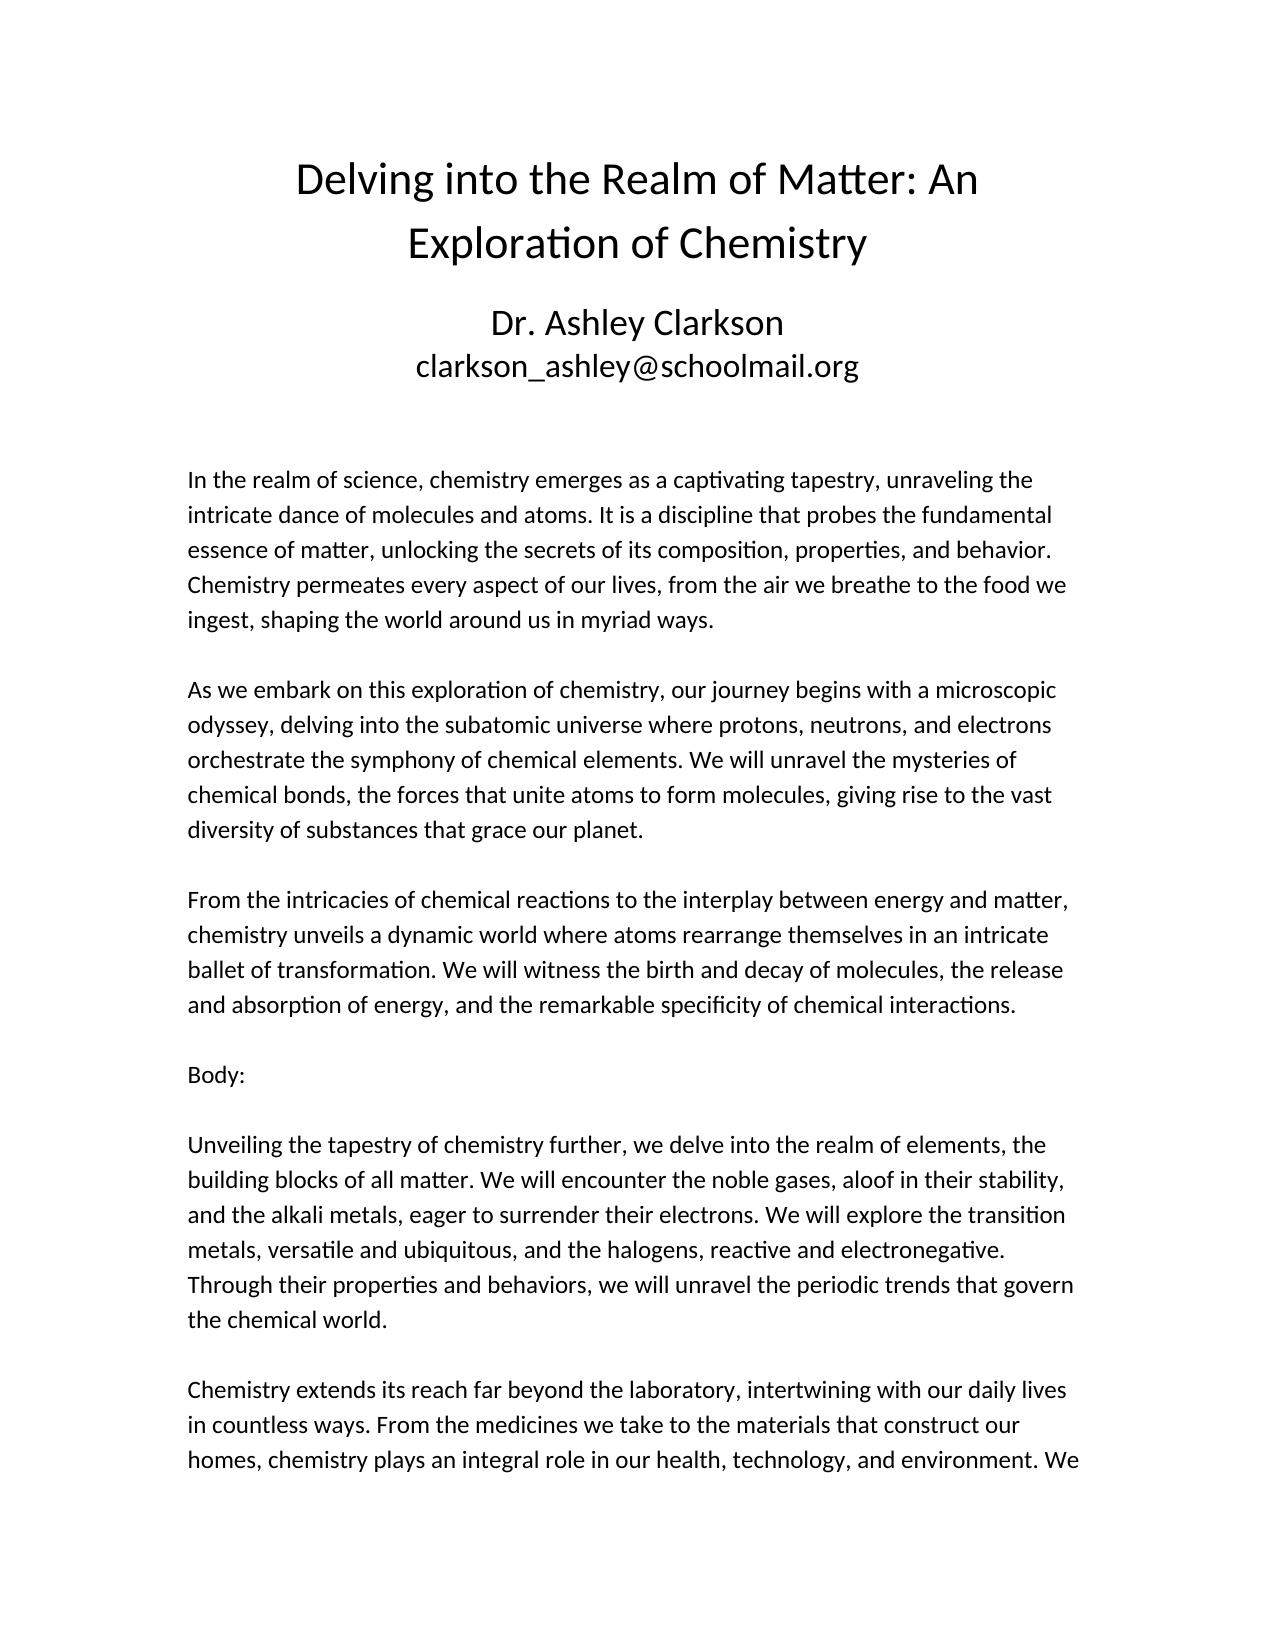 Delving into the Realm of Matter: An
Exploration of Chemistry
Dr. Ashley Clarkson
clarkson_ashley@schoolmail.org
In the realm of science, chemistry emerges as a captivating tapestry, unraveling the
intricate dance of molecules and atoms. It is a discipline that probes the fundamental
essence of matter, unlocking the secrets of its composition, properties, and behavior.
Chemistry permeates every aspect of our lives, from the air we breathe to the food we
ingest, shaping the world around us in myriad ways.
As we embark on this exploration of chemistry, our journey begins with a microscopic
odyssey, delving into the subatomic universe where protons, neutrons, and electrons
orchestrate the symphony of chemical elements. We will unravel the mysteries of
chemical bonds, the forces that unite atoms to form molecules, giving rise to the vast
diversity of substances that grace our planet.
From the intricacies of chemical reactions to the interplay between energy and matter,
chemistry unveils a dynamic world where atoms rearrange themselves in an intricate
ballet of transformation. We will witness the birth and decay of molecules, the release
and absorption of energy, and the remarkable specificity of chemical interactions.
Body:
Unveiling the tapestry of chemistry further, we delve into the realm of elements, the
building blocks of all matter. We will encounter the noble gases, aloof in their stability,
and the alkali metals, eager to surrender their electrons. We will explore the transition
metals, versatile and ubiquitous, and the halogens, reactive and electronegative.
Through their properties and behaviors, we will unravel the periodic trends that govern
the chemical world.
Chemistry extends its reach far beyond the laboratory, intertwining with our daily lives
in countless ways. From the medicines we take to the materials that construct our
homes, chemistry plays an integral role in our health, technology, and environment. We